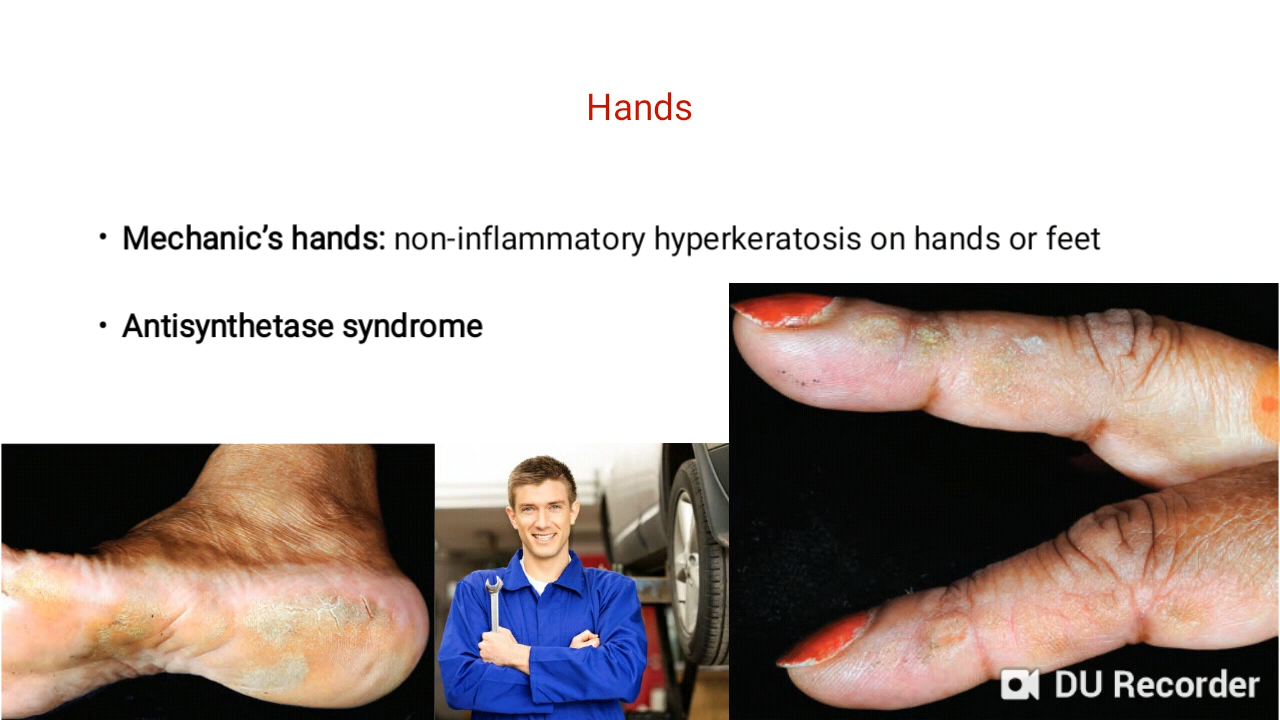 Hands
• Mechanic’s hands: non-inflammatory hyperkeratosis on hands or feet
• Antisynthetase syndrome
DU Recorder